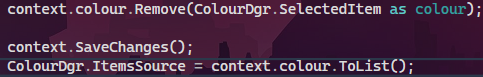 context.colour.Remove(ColourDgr.SelectedItem as colour);
context.SaveChanges();
ColourDgr.ItemsSource = context.colour.ToList();